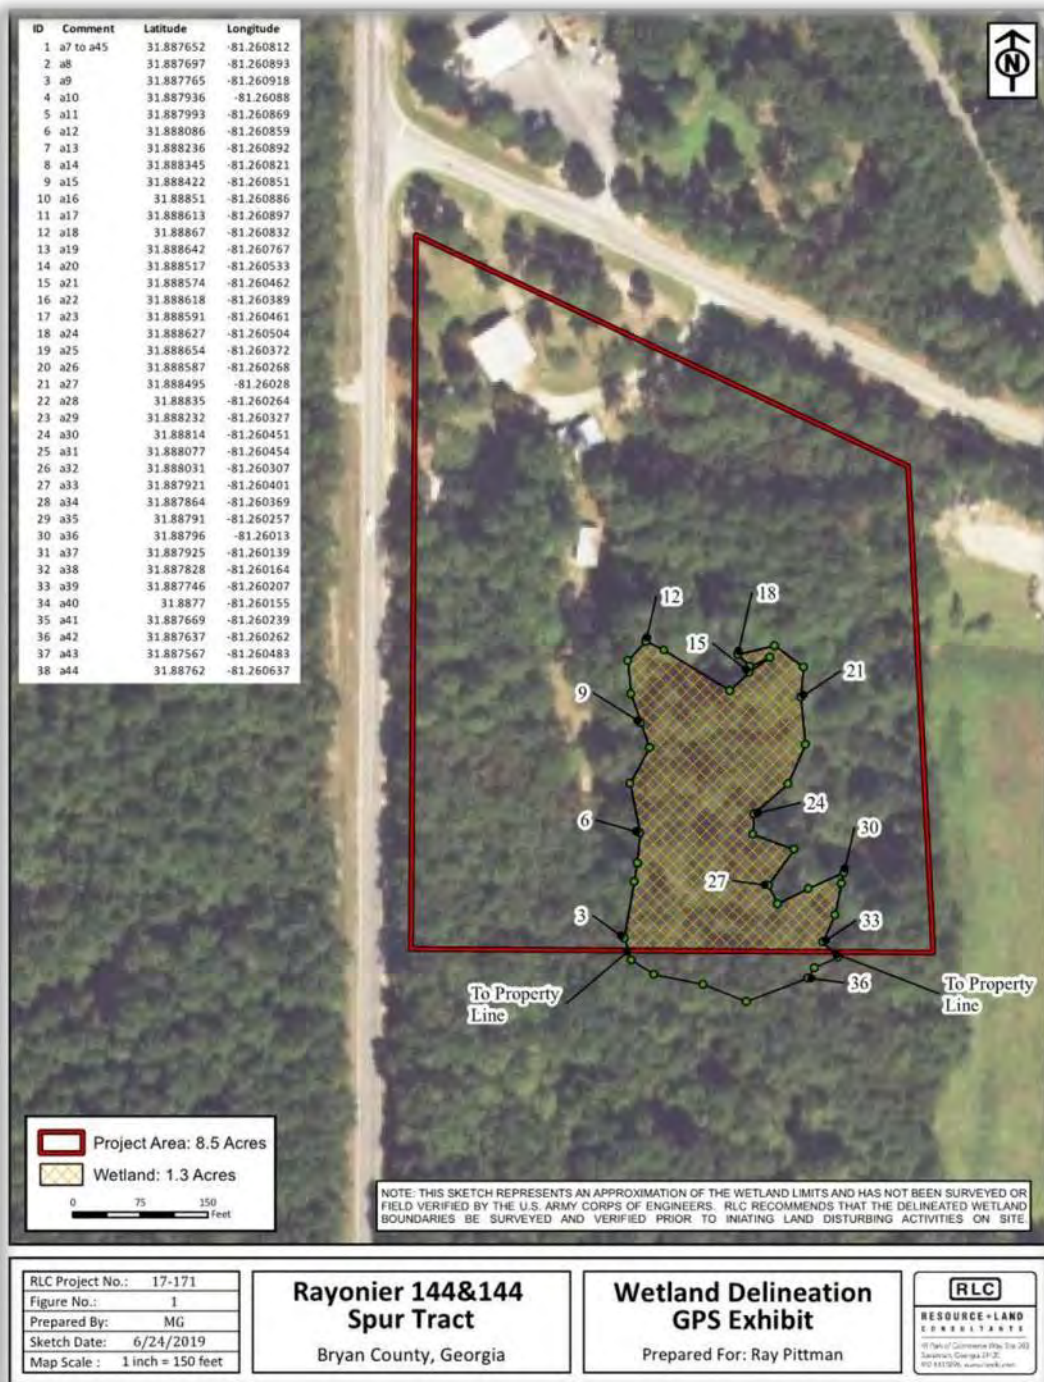 ID Comment Latitude Longitude
1 a7 to a45 31.887652 -81.260812
2 a8 31.887697 -81.260893
3 a9 31.887765 -81.260918
4 a10 31.887936 -81.26088
5 a11 31.887993 -81.260869
6 a12 31.888086 -81.260859
7 a13 31.888236 -81.260892
8 a14 31.888345 -81.260821
9 a15 31.888422 -81.260851
10 a16 31.88851 -81.260886
11 a17 31.888613 -81.260897
12 a18 31.88867 -81.260832
13 a19 31.888642 -81.260767
14 a20 31.888517 -81.260533
15 a21 31.888574 -81.260462
16 a22 31.888618 -81.260389
17 a23 31.888591 -81.260461
18 a24 31.888627 -81.260504
19 a25 31.888654 -81.260372
20 a26 31.888587 -81.260268
21 a27 31.888495 -81.26028
22 a28 31.88835 -81.260264
23 a29 31.888232 -81.260327
24 a30 31.88814 -81.260451
25 a31 31.888077 -81.260454
26 a32 31.888031 -81.260307
27 a33 31.887921 -81.260401
28 a34 31.887864 -81.260369
29 a35 31.88791 -81.260257
30 a36 31.88796 -81.26013
31 a37 31.887925 -81.260139
32 a38 31.887828 -81.260164
33 a39 31.887746 -81.260207
34 a40 31.8877 -81.260155
35 a41 31.887669 -81.260239
36 a42 31.887637 -81.260262
37 a43 31.887567 -81.260483
38 a44 31.88762 -81.260637
N
12
18
15
21
9
24
6
30
27
3
33
36
To Property
Line
To Property
Line
Project Area: 8.5 Acres
Wetland: 1.3 Acres
0 75 150
Feet
NOTE: THIS SKETCH REPRESENTS AN APPROXIMATION OF THE WETLAND LIMITS AND HAS NOT BEEN SURVEYED OR
FIELD VERIFIED BY THE U.S. ARMY CORPS OF ENGINEERS. RLC RECOMMENDS THAT THE DELINEATED WETLAND
BOUNDARIES BE SURVEYED AND VERIFIED PRIOR TO INIATING LAND DISTURBING ACTIVITIES ON SITE.
RLC Project No.: 17-171
Figure No.: 1
Prepared By: MG
Sketch Date: 6/24/2019
Map Scale : 1 inch = 150 feet
Rayonier 144&144
Spur Tract
Bryan County, Georgia
Wetland Delineation
GPS Exhibit
Prepared For: Ray Pittman
RLC
RESOURCE+LAND
CONSULTANTS